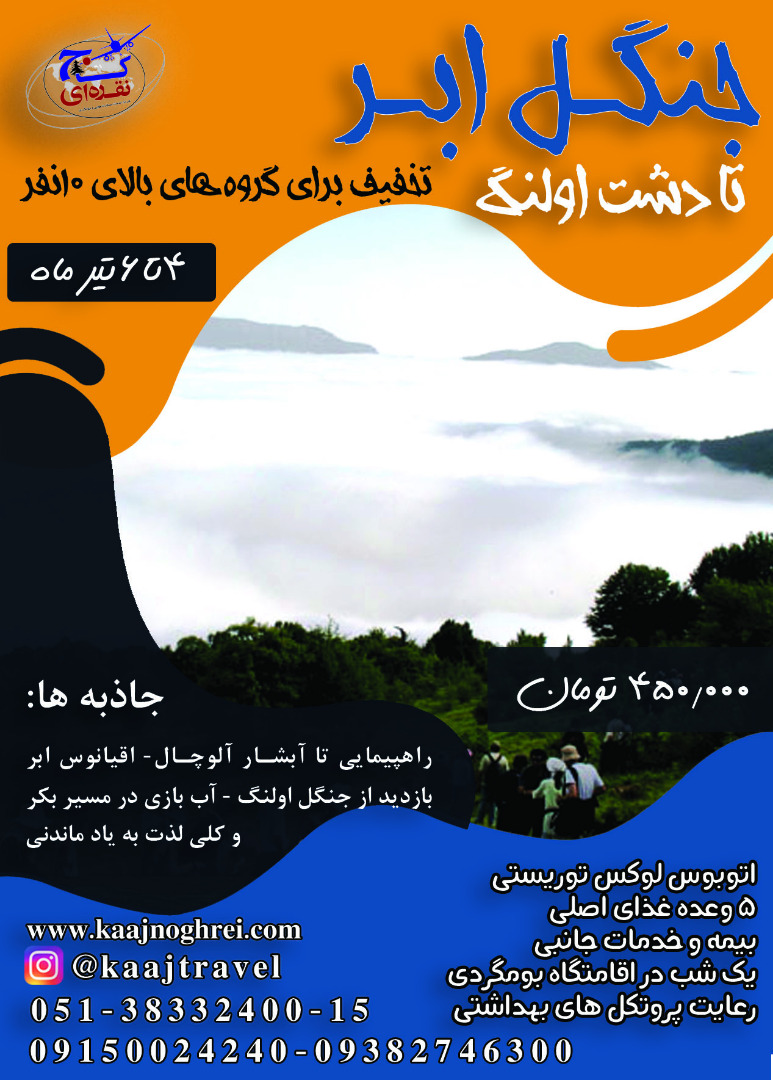 کاج
نقره‌ای
جنگل ابر
تا دشت اولنگ
تخفیف برای گروه های بالای ۱۰نفر
۴ تا ۶ تیر ماه
۴۵۰,۰۰۰ تومان
جاذبه ها:
راهپیمایی تا آبشار آلوچال- اقیانوس ابر
بازدید از جنگل اولنگ - آب بازی در مسیر بکر
و کلی لذت به یاد ماندنی
اتوبوس لوکس توریستی
۵ وعده غذای اصلی
بیمه و خدمات جانبی
یک شب در اقامتگاه بومگردی
رعایت پروتکل های بهداشتی
www.kaajnoghrei.com
@kaajtravel
051-38332400-15
09150024240-09382746300